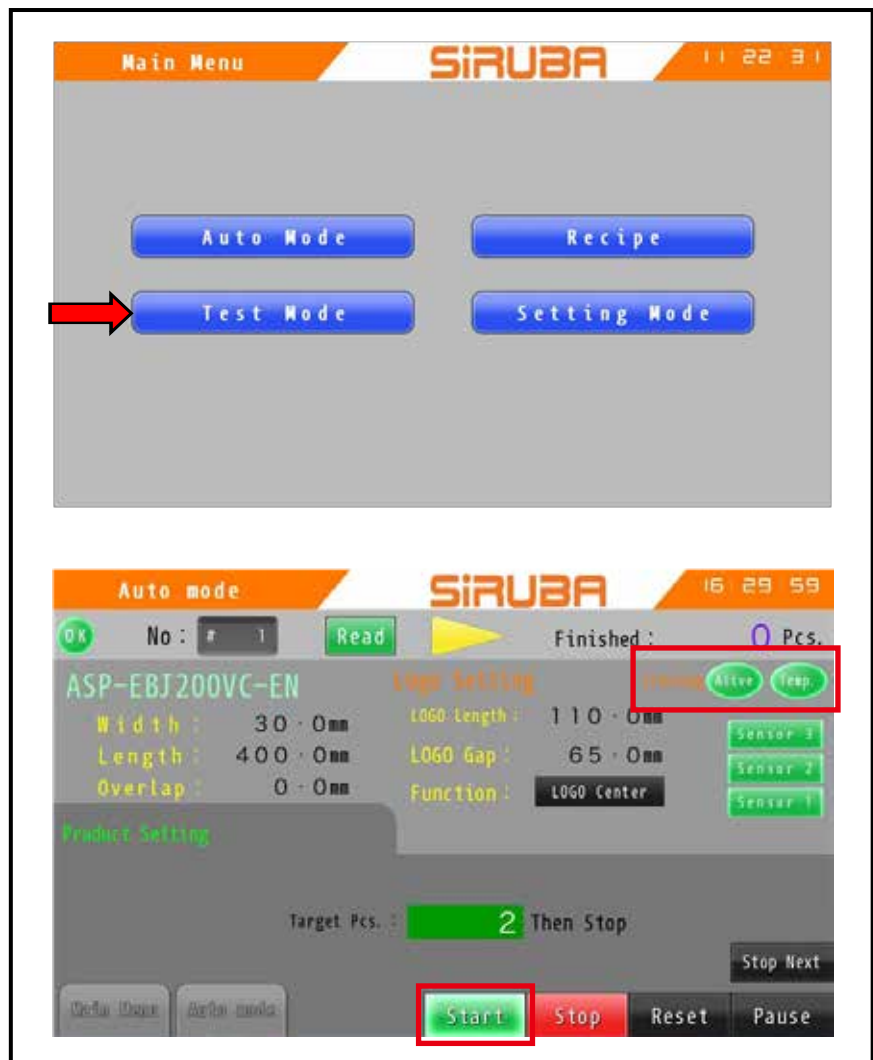 Main Menu SiRUBA 11 22 31
Auto Mode Recipe
Test Mode Setting Mode
Auto mode SiRUBA 16 29 59
OK No : # 1 Read Finished : 0 Pcs.
ASP-EBJ200VC-EN Logo Setting Alive Temp.
Width : 30.0mm LOGO Length : 110.0mm Sensor 3
Length : 400.0mm LOGO Gap : 65.0mm Sensor 2
Overlap : 0.0mm Function : LOGO Center Sensor 1
Product Setting
Target Pcs. : 2 Then Stop
Stop Next
Main Menu Auto mode Start Stop Reset Pause